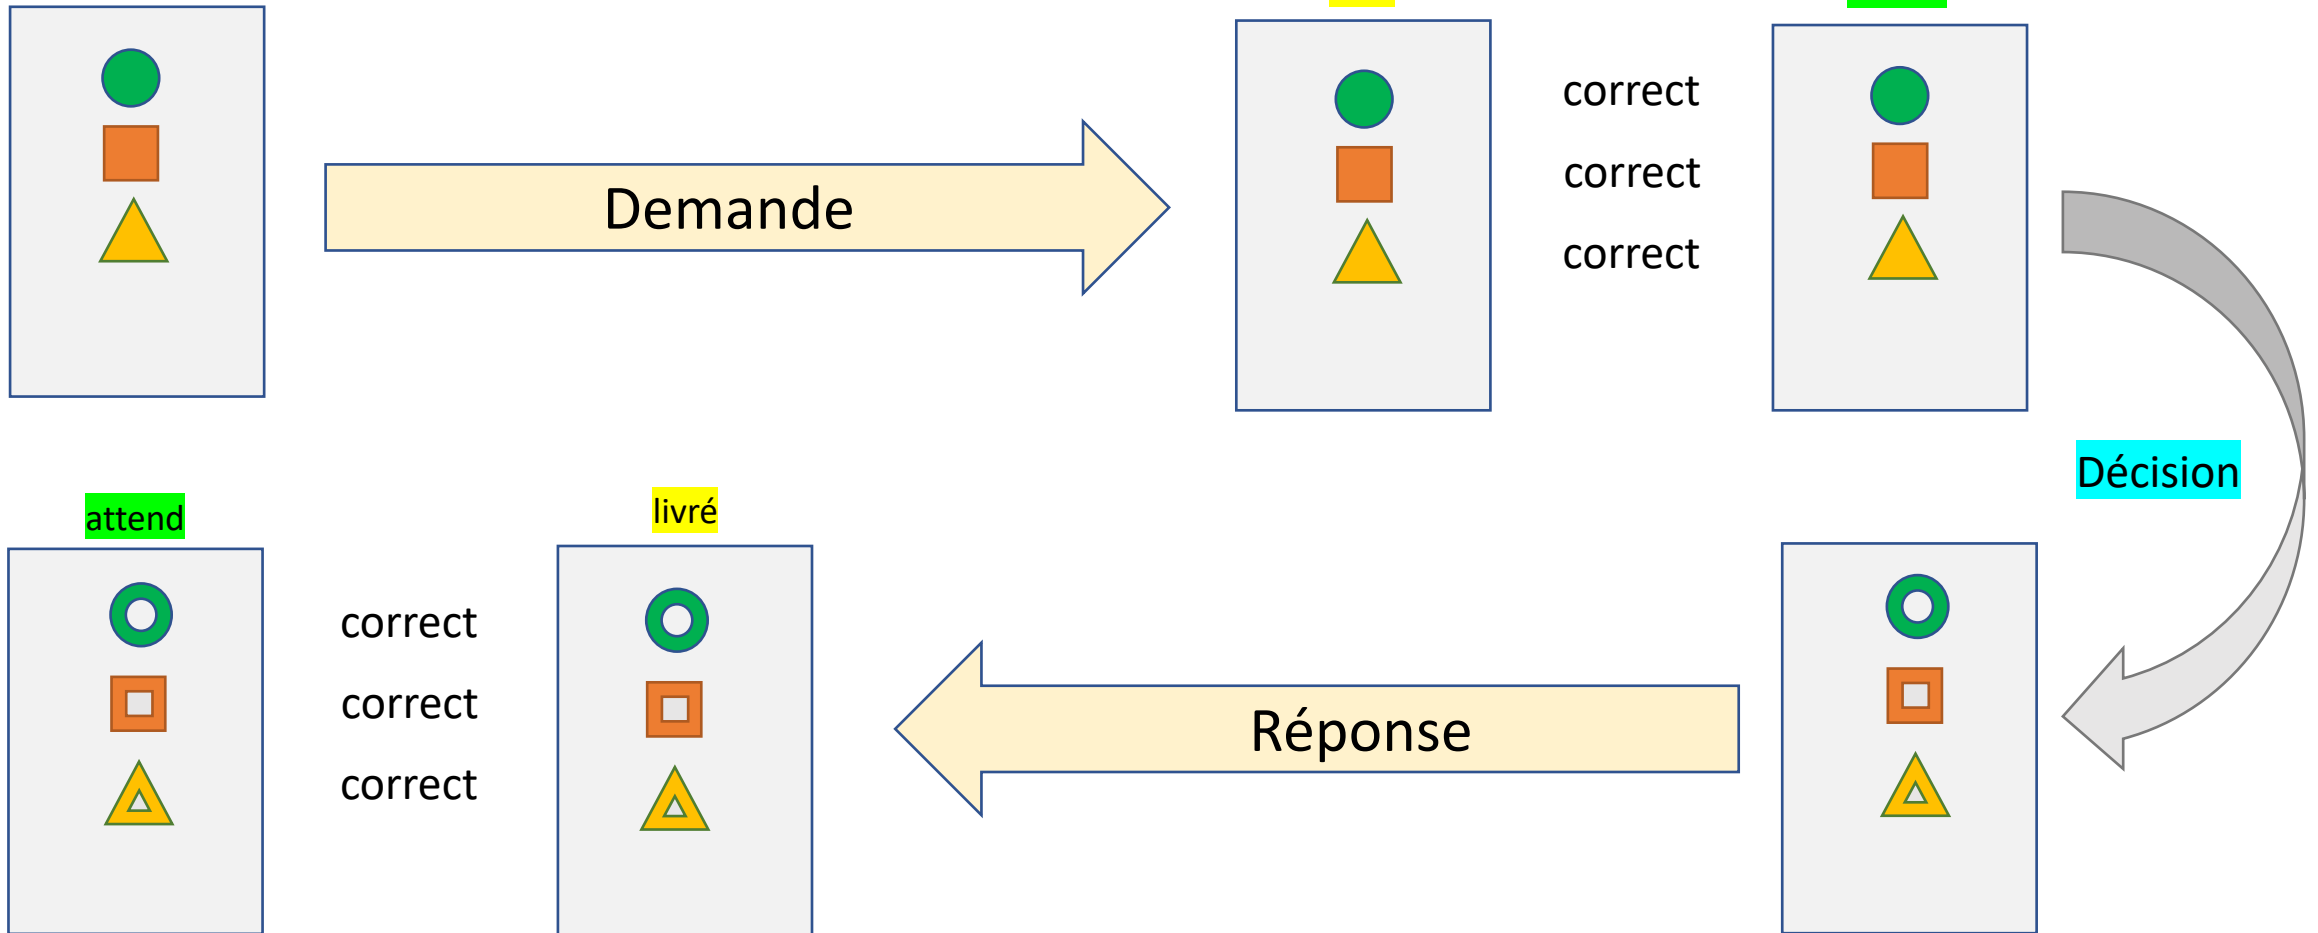 correct
correct
Demande
correct
Décision
attend
livré
correct
correct
Réponse
correct